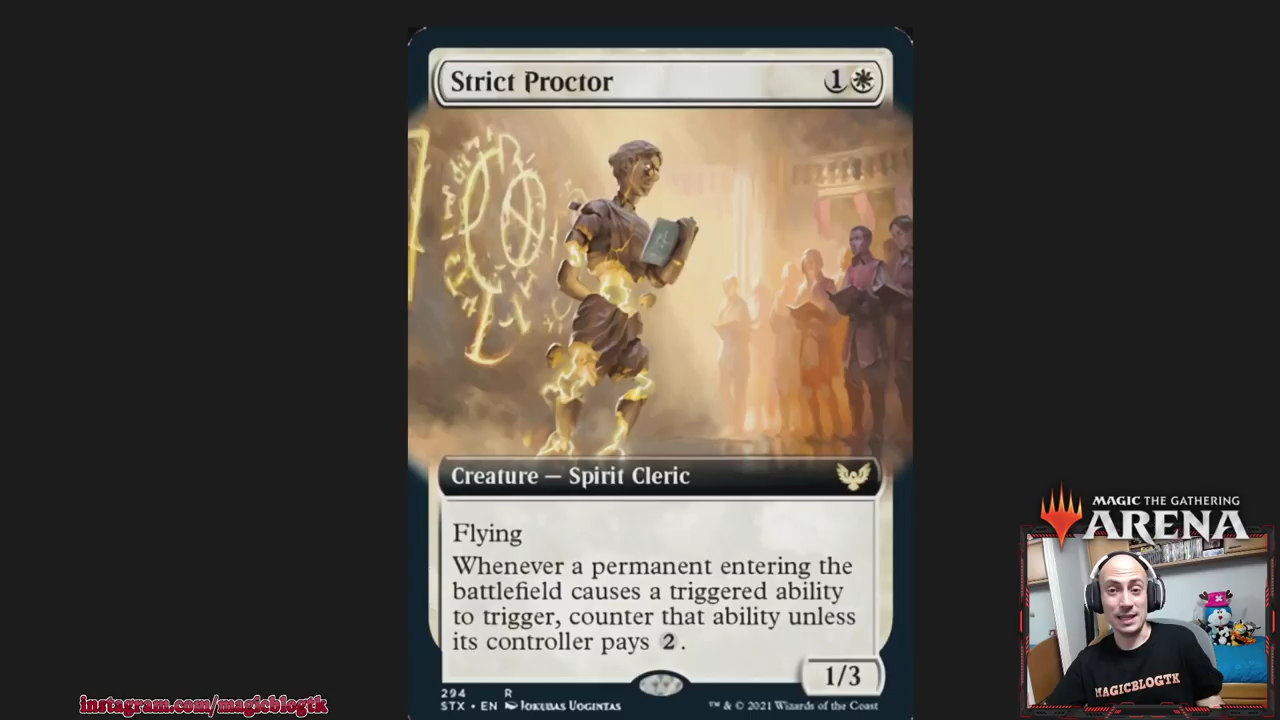 Strict Proctor 1
Creature — Spirit Cleric
Flying
Whenever a permanent entering the
battlefield causes a triggered ability
to trigger, counter that ability unless
its controller pays 2.
1/3
294 R
STX • EN Jokubas Uogintas
™ & © 2021 Wizards of the Coast
MAGIC THE GATHERING
ARENA
MAGICBLOGTK
instagram.com/magicblogtk